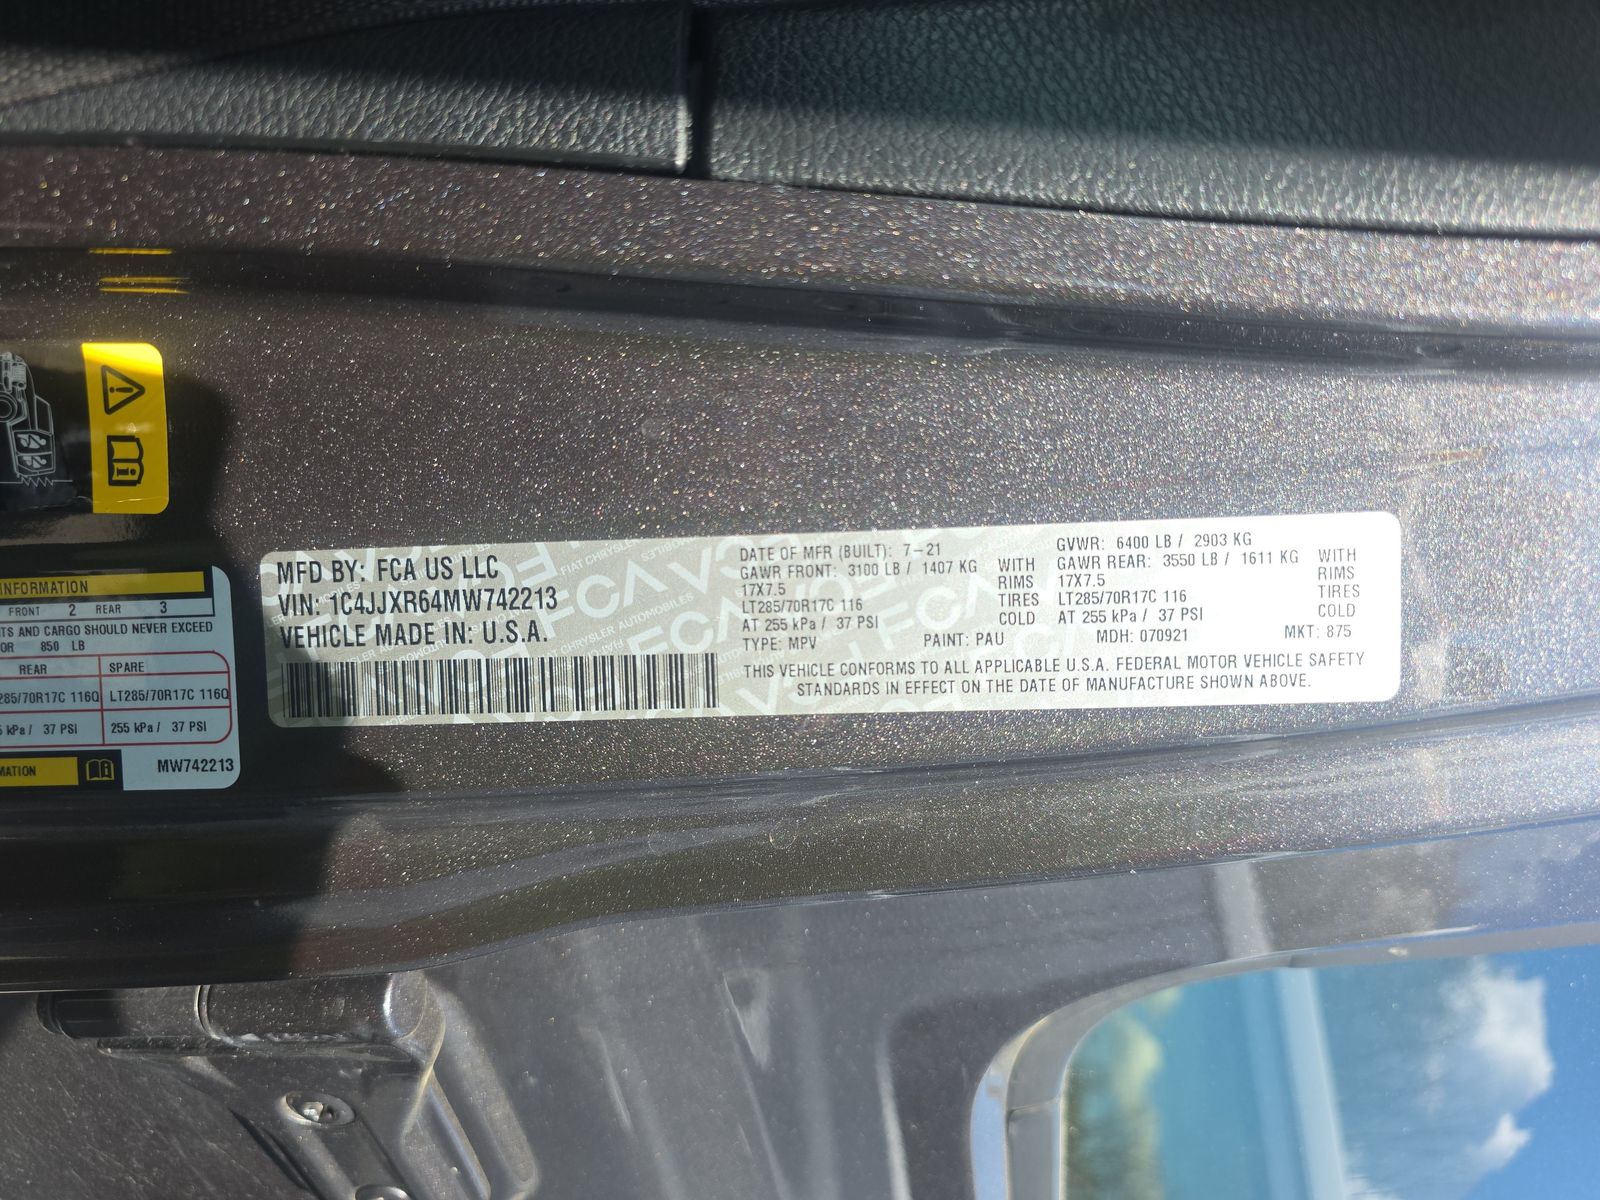 INFORMATION
FRONT 2 REAR 3
TS AND CARGO SHOULD NEVER EXCEED
OR 850 LB
REAR SPARE
285/70R17C 116Q LT285/70R17C 116Q
kPa / 37 PSI 255 kPa / 37 PSI
MATION MW742213
MFD BY: FCA US LLC
VIN: 1C4JJXR64MW742213
VEHICLE MADE IN: U.S.A.
DATE OF MFR (BUILT): 7-21 GVWR: 6400 LB / 2903 KG
GAWR FRONT: 3100 LB / 1407 KG WITH GAWR REAR: 3550 LB / 1611 KG WITH
17X7.5 RIMS 17X7.5 RIMS
LT285/70R17C 116 TIRES LT285/70R17C 116 TIRES
AT 255 kPa / 37 PSI COLD AT 255 kPa / 37 PSI COLD
TYPE: MPV PAINT: PAU MDH: 070921 MKT: 875
THIS VEHICLE CONFORMS TO ALL APPLICABLE U.S.A. FEDERAL MOTOR VEHICLE SAFETY
STANDARDS IN EFFECT ON THE DATE OF MANUFACTURE SHOWN ABOVE.